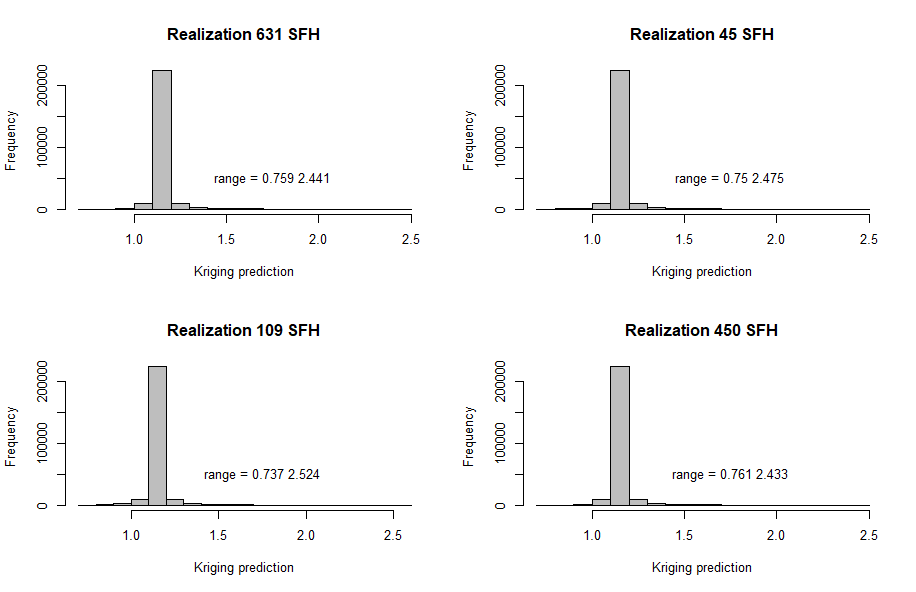 Realization 631 SFH
Frequency
200000
100000
0
range = 0.759 2.441
1.0 1.5 2.0 2.5
Kriging prediction
Realization 45 SFH
Frequency
200000
100000
0
range = 0.75 2.475
1.0 1.5 2.0 2.5
Kriging prediction
Realization 109 SFH
Frequency
200000
100000
0
range = 0.737 2.524
1.0 1.5 2.0 2.5
Kriging prediction
Realization 450 SFH
Frequency
200000
100000
0
range = 0.761 2.433
1.0 1.5 2.0 2.5
Kriging prediction